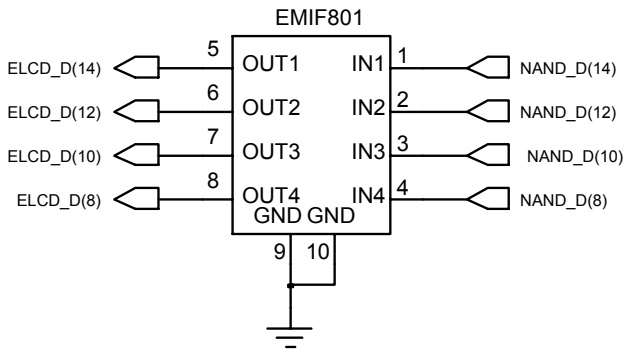 EMIF801
ELCD_D(14) 5 OUT1 IN1 1 NAND_D(14)
ELCD_D(12) 6 OUT2 IN2 2 NAND_D(12)
ELCD_D(10) 7 OUT3 IN3 3 NAND_D(10)
ELCD_D(8) 8 OUT4 IN4 4 NAND_D(8)
GND GND
9 10